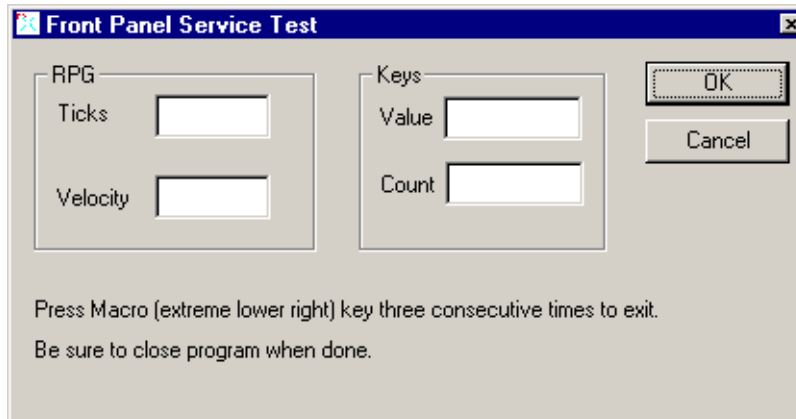 Front Panel Service Test
RPG
Ticks
Velocity
Keys
Value
Count
OK
Cancel
Press Macro (extreme lower right) key three consecutive times to exit.
Be sure to close program when done.